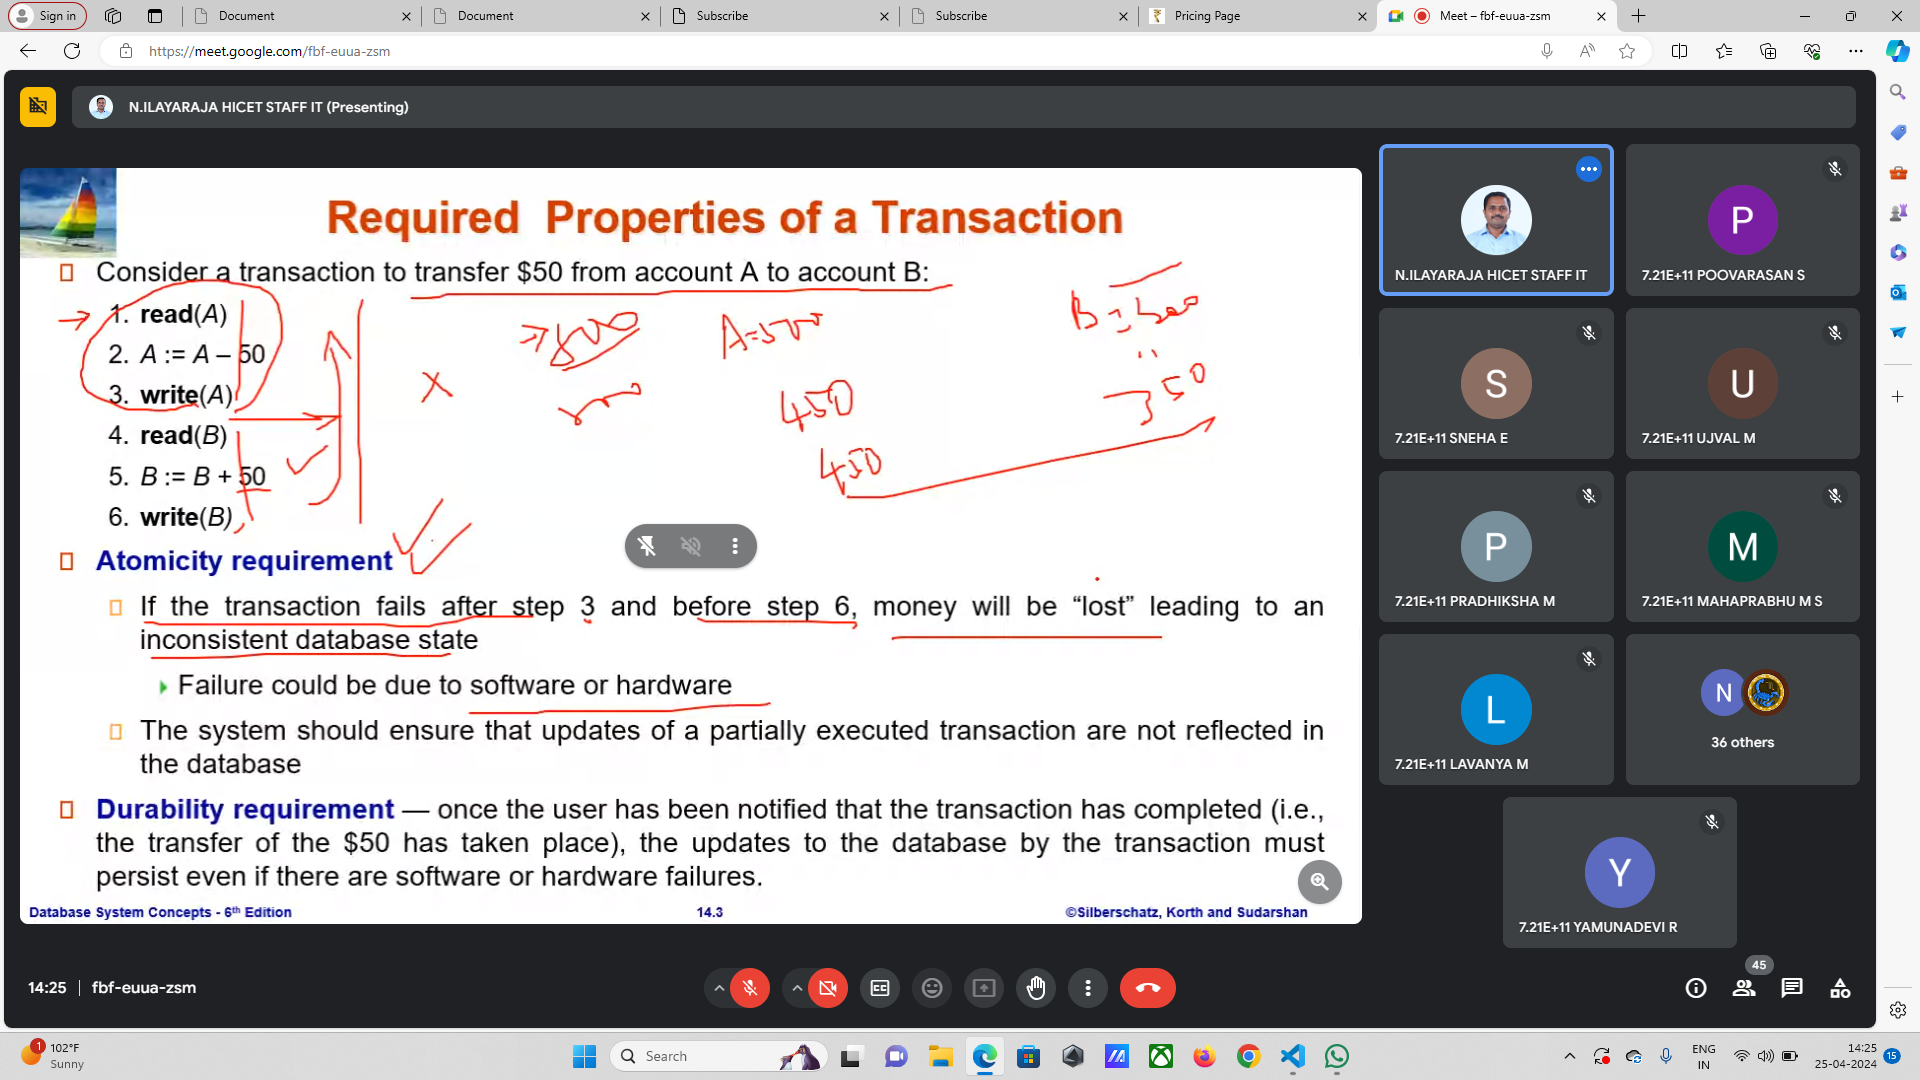 Sign in
Document
Document
Subscribe
Subscribe
Pricing Page
Meet – fbf-euua-zsm
https://meet.google.com/fbf-euua-zsm
N.ILAYARAJA HICET STAFF IT (Presenting)
Required Properties of a Transaction
Consider a transaction to transfer $50 from account A to account B:
1. read(A)
2. A := A – 50
3. write(A)
4. read(B)
5. B := B + 50
6. write(B)
A=500
450
450
350
Atomicity requirement
If the transaction fails after step 3 and before step 6, money will be “lost” leading to an
inconsistent database state
Failure could be due to software or hardware
The system should ensure that updates of a partially executed transaction are not reflected in
the database
Durability requirement — once the user has been notified that the transaction has completed (i.e.,
the transfer of the $50 has taken place), the updates to the database by the transaction must
persist even if there are software or hardware failures.
Database System Concepts - 6th Edition
14.3
©Silberschatz, Korth and Sudarshan
N.ILAYARAJA HICET STAFF IT
P
7.21E+11 POOVARASAN S
S
7.21E+11 SNEHA E
U
7.21E+11 UJVAL M
P
7.21E+11 PRADHIKSHA M
M
7.21E+11 MAHAPRABHU M S
L
7.21E+11 LAVANYA M
N
36 others
Y
7.21E+11 YAMUNADEVI R
14:25 | fbf-euua-zsm
CC
45
1
102°F
Sunny
Search
ENG
IN
14:25
25-04-2024
15